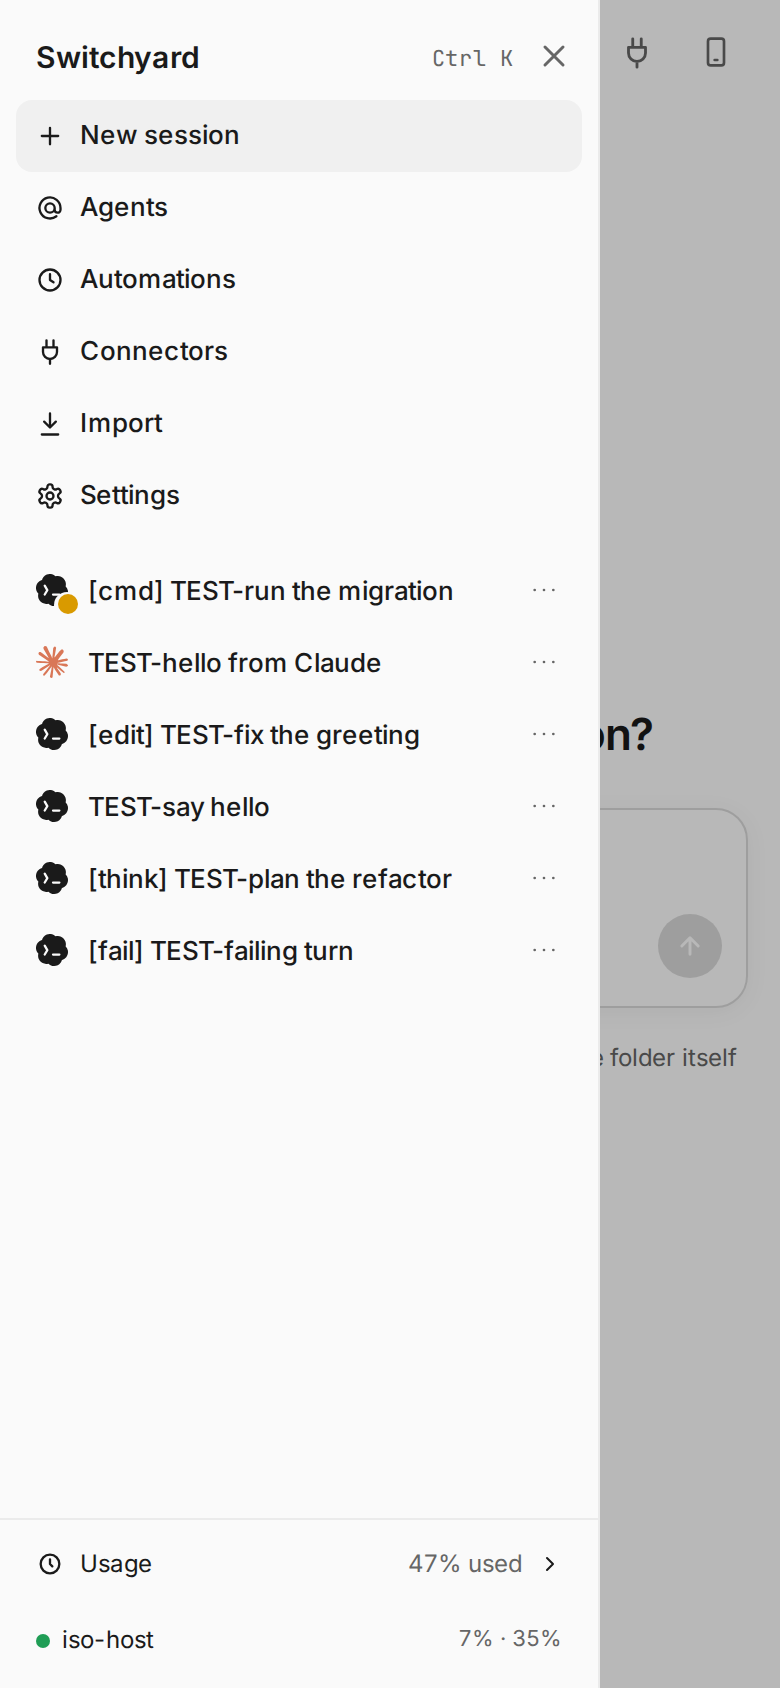 Switchyard
Ctrl K
New session
Agents
Automations
Connectors
Import
Settings
[cmd] TEST-run the migration
TEST-hello from Claude
[edit] TEST-fix the greeting
on?
TEST-say hello
[think] TEST-plan the refactor
[fail] TEST-failing turn
e folder itself
Usage
47% used
iso-host
7% · 35%